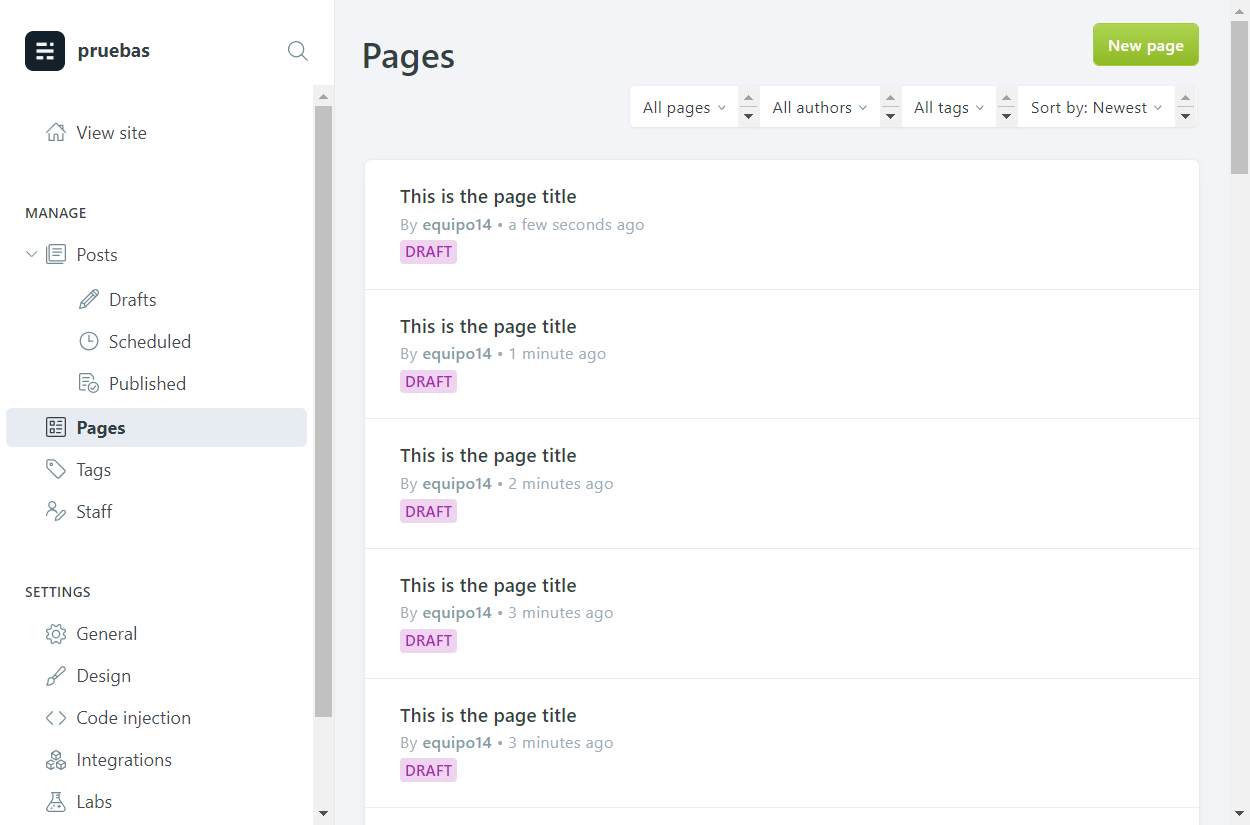 pruebas
View site
MANAGE
Posts
Drafts
Scheduled
Published
Pages
Tags
Staff
SETTINGS
General
Design
Code injection
Integrations
Labs
Pages
New page
All pages All authors All tags Sort by: Newest
This is the page title
By equipo14 • a few seconds ago
DRAFT
This is the page title
By equipo14 • 1 minute ago
DRAFT
This is the page title
By equipo14 • 2 minutes ago
DRAFT
This is the page title
By equipo14 • 3 minutes ago
DRAFT
This is the page title
By equipo14 • 3 minutes ago
DRAFT